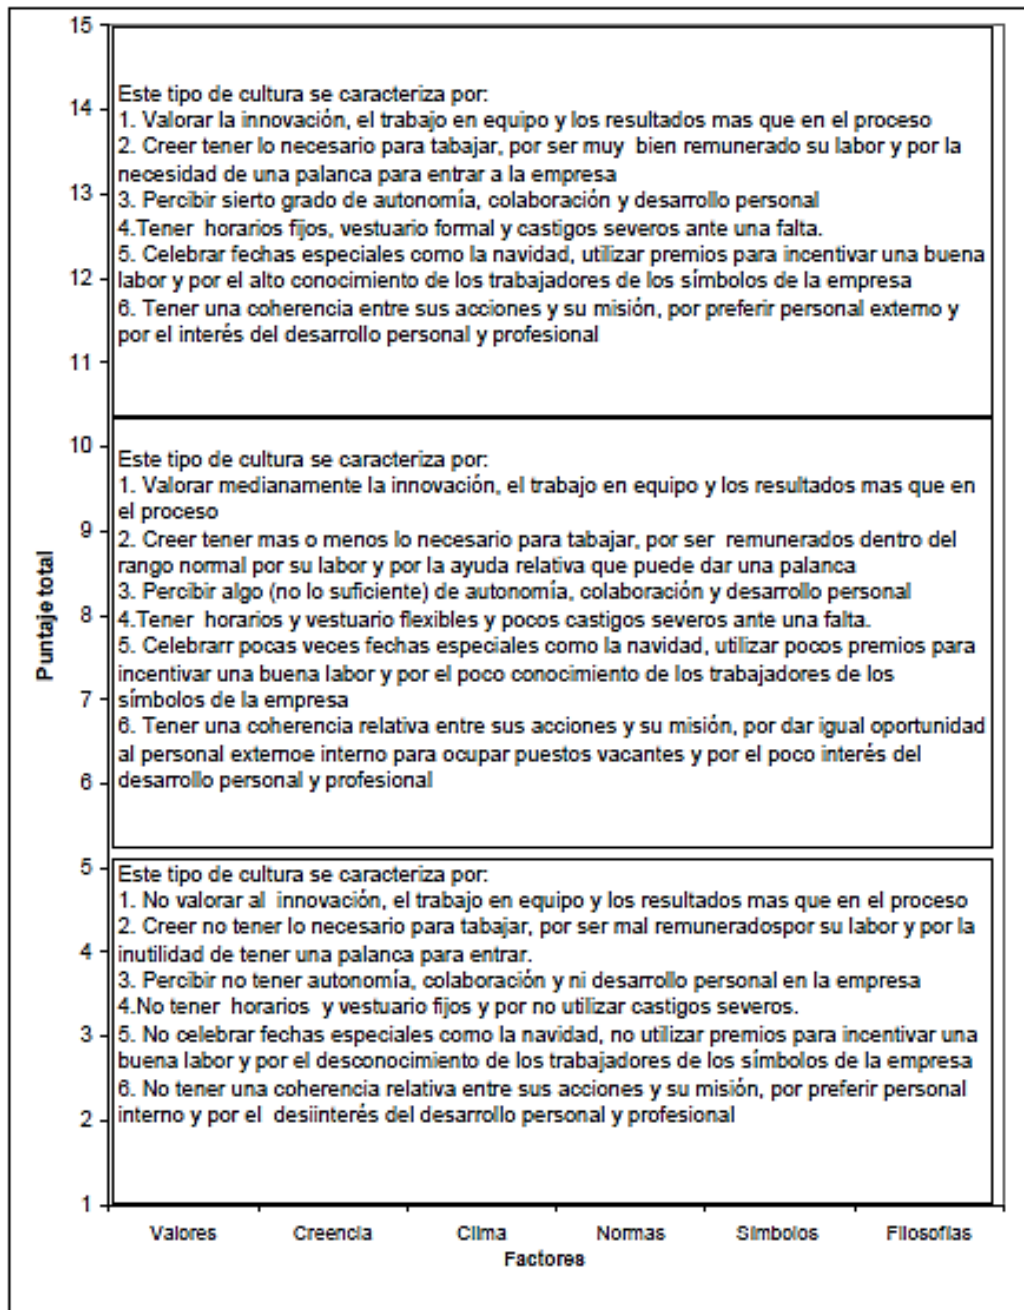 15
Este tipo de cultura se caracteriza por:
14
1. Valorar la innovación, el trabajo en equipo y los resultados mas que en el proceso
2. Creer tener lo necesario para tabajar, por ser muy bien remunerado su labor y por la
necesidad de una palanca para entrar a la empresa
13
3. Percibir sierto grado de autonomía, colaboración y desarrollo personal
4.Tener horarios fijos, vestuario formal y castigos severos ante una falta.
5. Celebrar fechas especiales como la navidad, utilizar premios para incentivar una buena
12
labor y por el alto conocimiento de los trabajadores de los símbolos de la empresa
6. Tener una coherencia entre sus acciones y su misión, por preferir personal externo y
por el interés del desarrollo personal y profesional
11
10
Este tipo de cultura se caracteriza por:
1. Valorar medianamente la innovación, el trabajo en equipo y los resultados mas que en
el proceso
9
2. Creer tener mas o menos lo necesario para tabajar, por ser remunerados dentro del
rango normal por su labor y por la ayuda relativa que puede dar una palanca
3. Percibir algo (no lo suficiente) de autonomía, colaboración y desarrollo personal
8
4.Tener horarios y vestuario flexibles y pocos castigos severos ante una falta.
5. Celebrarr pocas veces fechas especiales como la navidad, utilizar pocos premios para
incentivar una buena labor y por el poco conocimiento de los trabajadores de los
7
símbolos de la empresa
6. Tener una coherencia relativa entre sus acciones y su misión, por dar igual oportunidad
al personal externoe interno para ocupar puestos vacantes y por el poco interés del
6
desarrollo personal y profesional
Puntaje total
5
Este tipo de cultura se caracteriza por:
1. No valorar al innovación, el trabajo en equipo y los resultados mas que en el proceso
2. Creer no tener lo necesario para tabajar, por ser mal remuneradospor su labor y por la
4
inutilidad de tener una palanca para entrar.
3. Percibir no tener autonomía, colaboración y ni desarrollo personal en la empresa
4.No tener horarios y vestuario fijos y por no utilizar castigos severos.
3
5. No celebrar fechas especiales como la navidad, no utilizar premios para incentivar una
buena labor y por el desconocimiento de los trabajadores de los símbolos de la empresa
6. No tener una coherencia relativa entre sus acciones y su misión, por preferir personal
2
interno y por el desiinterés del desarrollo personal y profesional
1
Valores Creencia Clima Normas Símbolos Filosofías
Factores